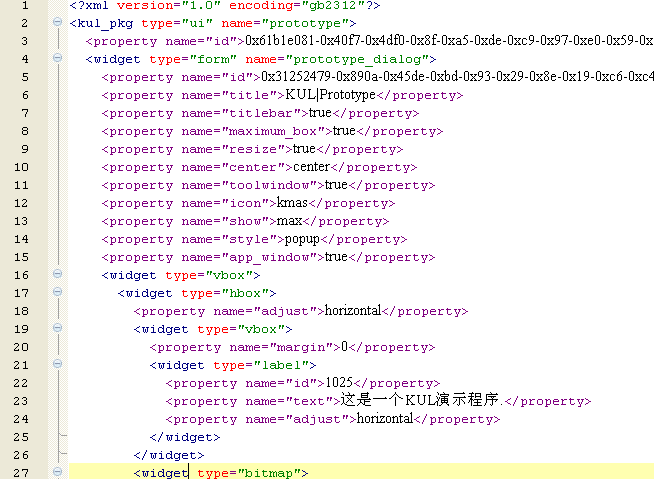 1 <?xml version="1.0" encoding="gb2312"?>
2 <kul_pkg type="ui" name="prototype">
3 <property name="id">0x61b1e081-0x40f7-0x4df0-0x8f-0xa5-0xde-0xc9-0x97-0xe0-0x59-0x
4 <widget type="form" name="prototype_dialog">
5 <property name="id">0x31252479-0x890a-0x45de-0xbd-0x93-0x29-0x8e-0x19-0xc6-0xc4
6 <property name="title">KUL|Prototype</property>
7 <property name="titlebar">true</property>
8 <property name="maximum_box">true</property>
9 <property name="resize">true</property>
10 <property name="center">center</property>
11 <property name="toolwindow">true</property>
12 <property name="icon">kmas</property>
13 <property name="show">max</property>
14 <property name="style">popup</property>
15 <property name="app_window">true</property>
16 <widget type="vbox">
17 <widget type="hbox">
18 <property name="adjust">horizontal</property>
19 <widget type="vbox">
20 <property name="margin">0</property>
21 <widget type="label">
22 <property name="id">1025</property>
23 <property name="text">这是一个KUL演示程序.</property>
24 <property name="adjust">horizontal</property>
25 </widget>
26 </widget>
27 <widget type="bitmap">